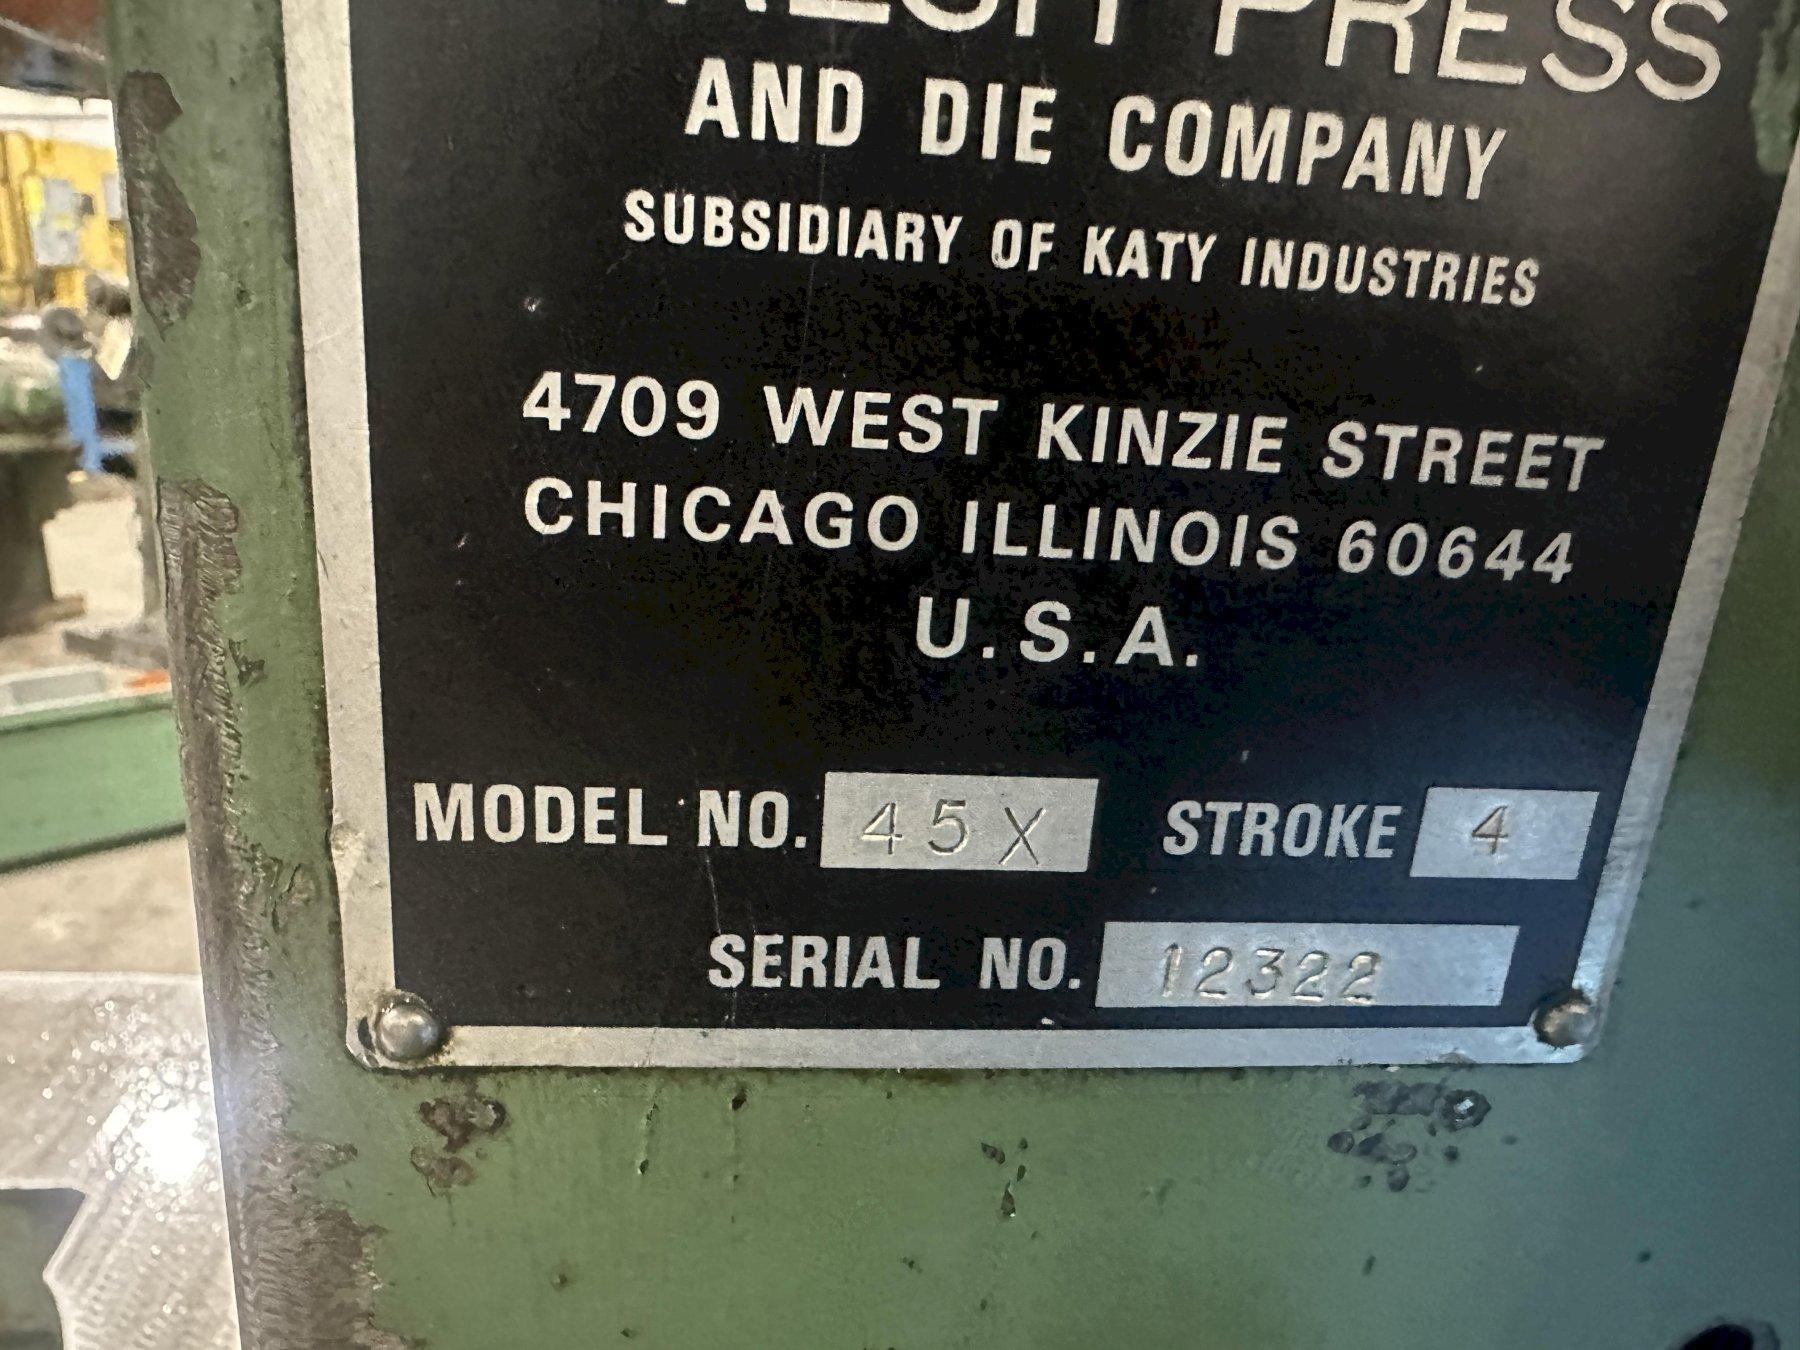 PRESS
AND DIE COMPANY
SUBSIDIARY OF KATY INDUSTRIES
4709 WEST KINZIE STREET
CHICAGO ILLINOIS 60644
U.S.A.
MODEL NO. 45X STROKE 4
SERIAL NO. 12322